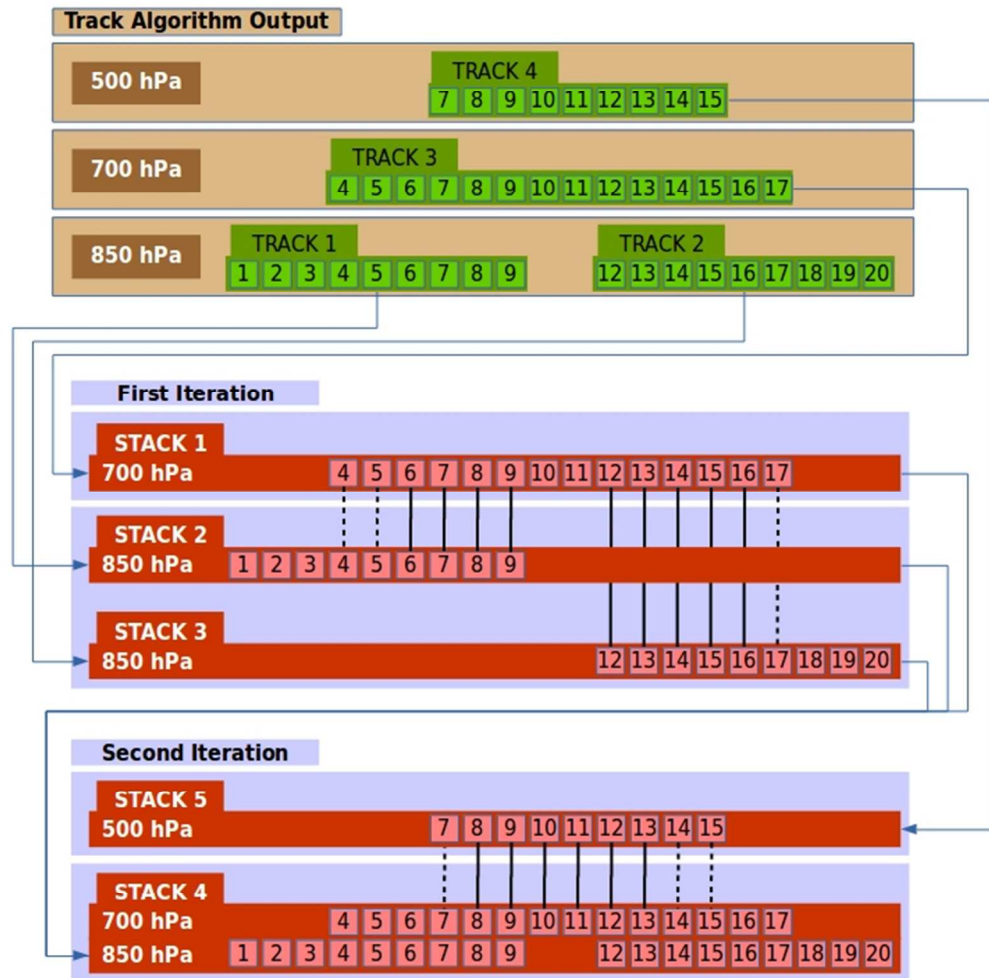 Track Algorithm Output
TRACK 4
500 hPa
7 8 9 10 11 12 13 14 15
TRACK 3
700 hPa
4 5 6 7 8 9 10 11 12 13 14 15 16 17
TRACK 1 TRACK 2
850 hPa
1 2 3 4 5 6 7 8 9 12 13 14 15 16 17 18 19 20
First Iteration
STACK 1
700 hPa 4 5 6 7 8 9 10 11 12 13 14 15 16 17
STACK 2
850 hPa 1 2 3 4 5 6 7 8 9
STACK 3
850 hPa 12 13 14 15 16 17 18 19 20
Second Iteration
STACK 5
500 hPa 7 8 9 10 11 12 13 14 15
STACK 4
700 hPa 4 5 6 7 8 9 10 11 12 13 14 15 16 17
850 hPa 1 2 3 4 5 6 7 8 9 12 13 14 15 16 17 18 19 20